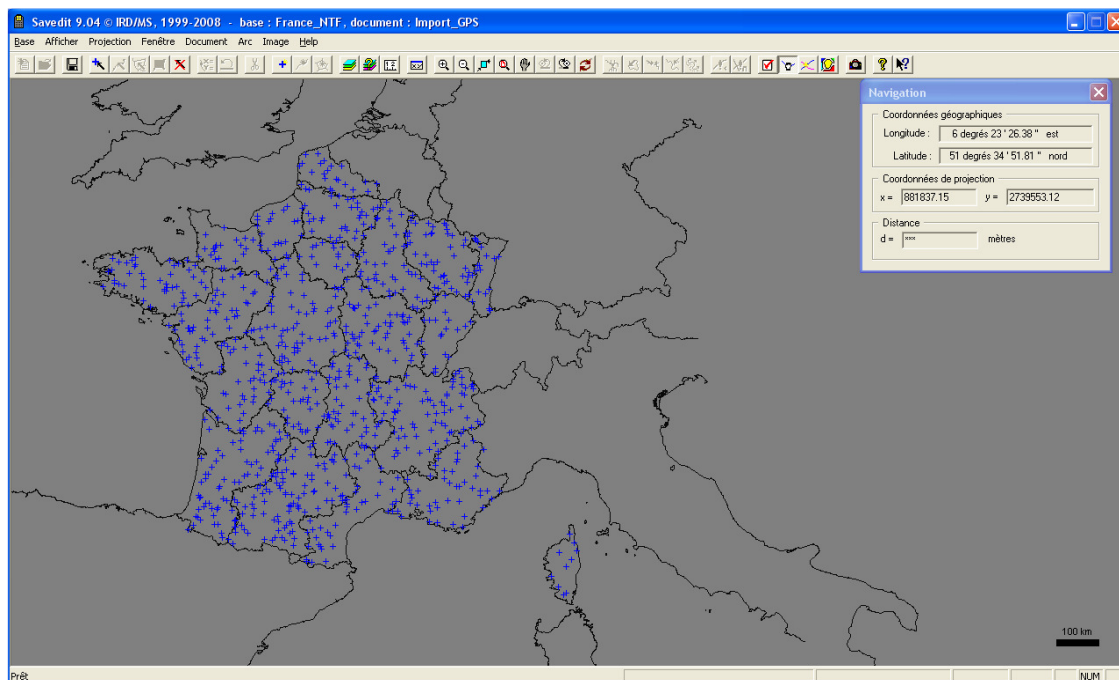 Savedit 9.04 © IRD/MS, 1999-2008 - base : France_NTF, document : Import_GPS
Base Afficher Projection Fenêtre Document Arc Image Help
Navigation
Coordonnées géographiques
Longitude : 6 degrés 23 ' 26.38 " est
Latitude : 51 degrés 34 ' 51.81 " nord
Coordonnées de projection
x = 881837.15 y = 2739553.12
Distance
d = *** mètres
100 km
Prêt NUM